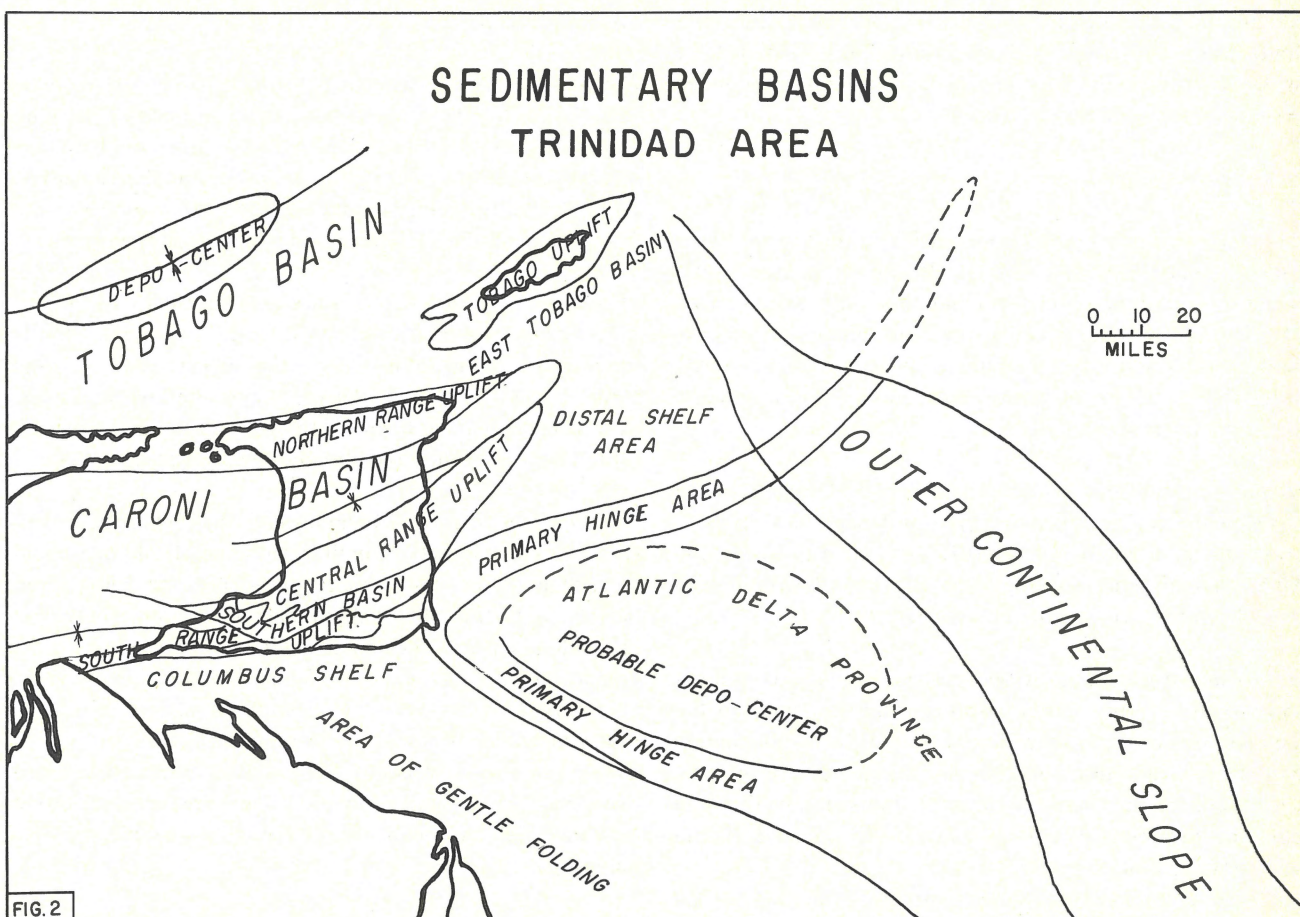 SEDIMENTARY BASINS
TRINIDAD AREA
DEPO-CENTER
TOBAGO BASIN
TOBAGO UPLIFT
EAST TOBAGO BASIN
0 10 20
MILES
NORTHERN RANGE UPLIFT
DISTAL SHELF
AREA
CARONI BASIN
CENTRAL RANGE UPLIFT
PRIMARY HINGE AREA
OUTER CONTINENTAL SLOPE
SOUTHERN BASIN
SOUTH RANGE UPLIFT
ATLANTIC DELTA PROVINCE
PROBABLE DEPO-CENTER
COLUMBUS SHELF
PRIMARY HINGE AREA
AREA OF GENTLE FOLDING
FIG. 2